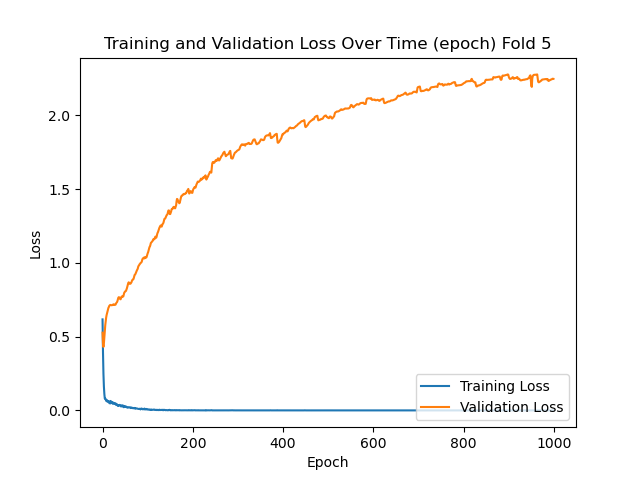 Training and Validation Loss Over Time (epoch) Fold 5
Loss
2.0
1.5
1.0
0.5
0.0
Training Loss
Validation Loss
0
200
400
600
800
1000
Epoch